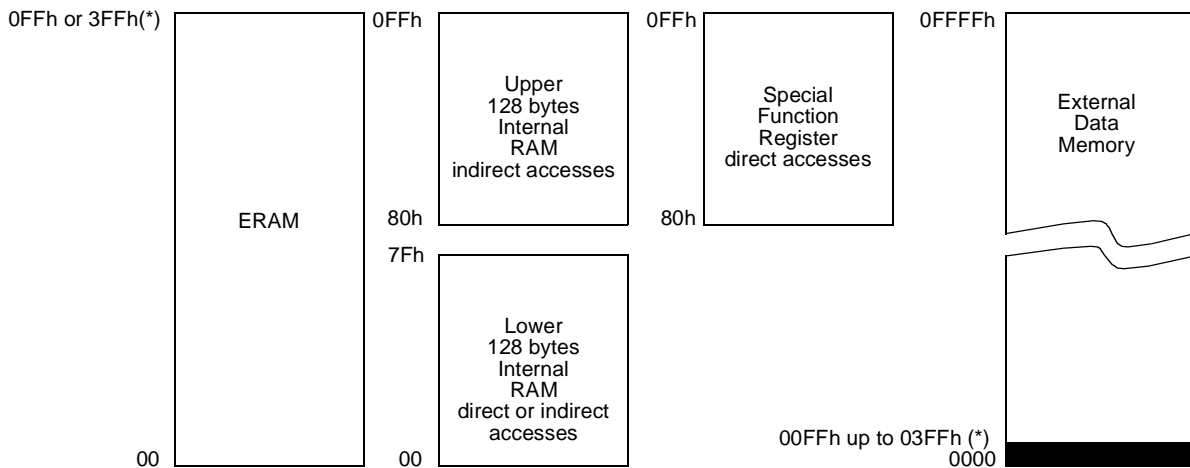 0FFh or 3FFh(*)
ERAM
00
0FFh
Upper
128 bytes
Internal
RAM
indirect accesses
80h
7Fh
Lower
128 bytes
Internal
RAM
direct or indirect
accesses
00
0FFh
Special
Function
Register
direct accesses
80h
0FFFFh
External
Data
Memory
00FFh up to 03FFh (*)
0000